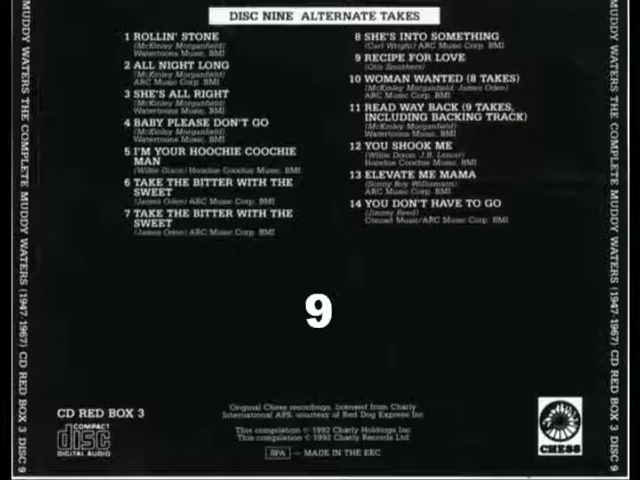 DISC NINE ALTERNATE TAKES
1 ROLLIN' STONE
(McKinley Morganfield)
Watertoons Music. BMI
2 ALL NIGHT LONG
(McKinley Morganfield)
ARC Music Corp. BMI
3 SHE'S ALL RIGHT
(McKinley Morganfield)
Watertoons Music. BMI
4 BABY PLEASE DON'T GO
(McKinley Morganfield)
Watertoons Music. BMI
5 I'M YOUR HOOCHIE COOCHIE
MAN
(Willie Dixon) Hoochie Coochie Music. BMI
6 TAKE THE BITTER WITH THE
SWEET
(James Oden) ARC Music Corp. BMI
7 TAKE THE BITTER WITH THE
SWEET
(James Oden) ARC Music Corp. BMI
8 SHE'S INTO SOMETHING
(Carl Wright) ARC Music Corp. BMI
9 RECIPE FOR LOVE
(Otis Smothers)
10 WOMAN WANTED (8 TAKES)
(McKinley Morganfield. James Oden)
ARC Music Corp. BMI
11 READ WAY BACK (9 TAKES,
INCLUDING BACKING TRACK)
(McKinley Morganfield)
Watertoons Music. BMI
12 YOU SHOOK ME
(Willie Dixon. J.B. Lenoir)
Hoochie Coochie Music. BMI
13 ELEVATE ME MAMA
(Sonny Boy Williamson)
ARC Music Corp. BMI
14 YOU DON'T HAVE TO GO
(Jimmy Reed)
Conrad Music/ARC Music Corp. BMI
9
CD RED BOX 3
COMPACT
disc
DIGITAL AUDIO
Original Chess recordings, licensed from Charly
International APS. courtesy of Red Dog Express Inc
This compilation ℗ 1992 Charly Holdings Inc
This compilation © 1992 Charly Records Ltd.
— MADE IN THE EEC
CHESS
MUDDY WATERS THE COMPLETE MUDDY WATERS (1947-1967) CD RED BOX 3 DISC 9
MUDDY WATERS THE COMPLETE MUDDY WATERS (1947-1967) CD RED BOX 3 DISC 9